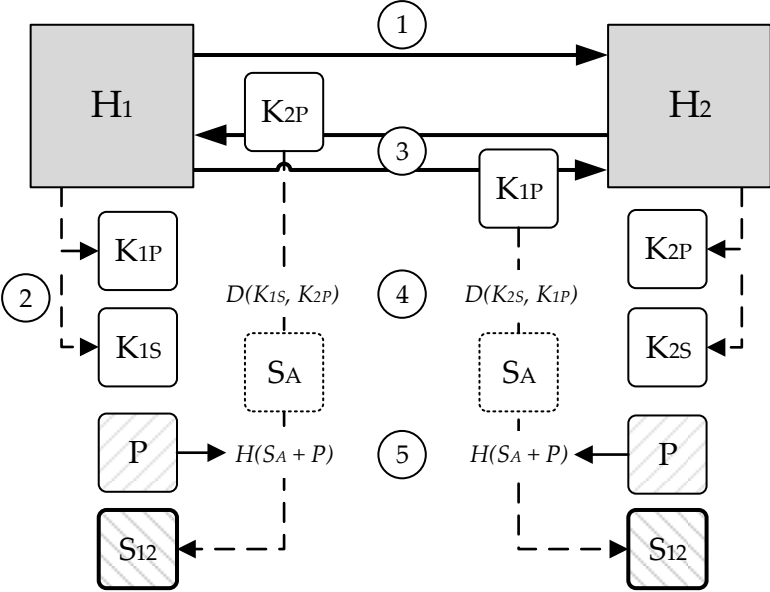 1
H1
H2
K2P
3
K1P
K1P
K2P
2
D(K1S, K2P)
4
D(K2S, K1P)
K1S
SA
SA
K2S
P
H(SA + P)
5
H(SA + P)
P
S12
S12